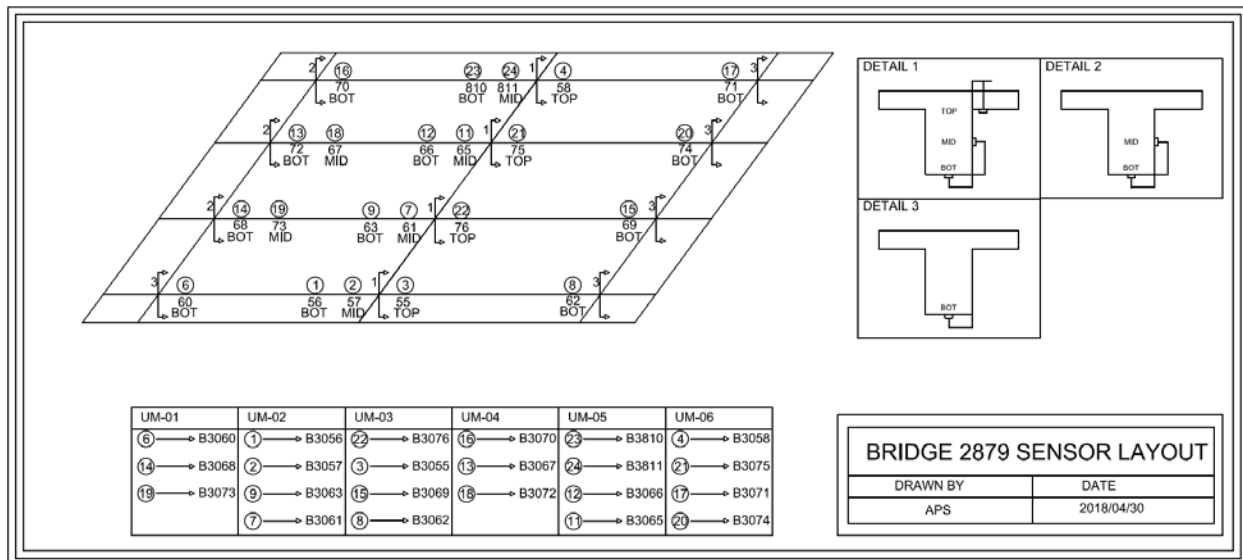 2 16 23 24 1 4 17 3
70 810 811 58 71
BOT BOT MID TOP BOT
2 13 18 12 11 1 21 20 3
72 67 66 65 75 74
BOT MID BOT MID TOP BOT
2 14 19 9 7 1 22 15 3
68 73 63 61 76 69
BOT MID BOT MID TOP BOT
3 6 1 2 1 3 8 3
60 56 57 55 62
BOT BOT MID TOP BOT
DETAIL 1
TOP
MID
BOT
DETAIL 2
MID
BOT
DETAIL 3
BOT
UM-01 UM-02 UM-03 UM-04 UM-05 UM-06
6 B3060 1 B3056 22 B3076 16 B3070 23 B3810 4 B3058
14 B3068 2 B3057 3 B3055 13 B3067 24 B3811 21 B3075
19 B3073 9 B3063 15 B3069 18 B3072 12 B3066 17 B3071
7 B3061 8 B3062 11 B3065 20 B3074
BRIDGE 2879 SENSOR LAYOUT
DRAWN BY DATE
APS 2018/04/30